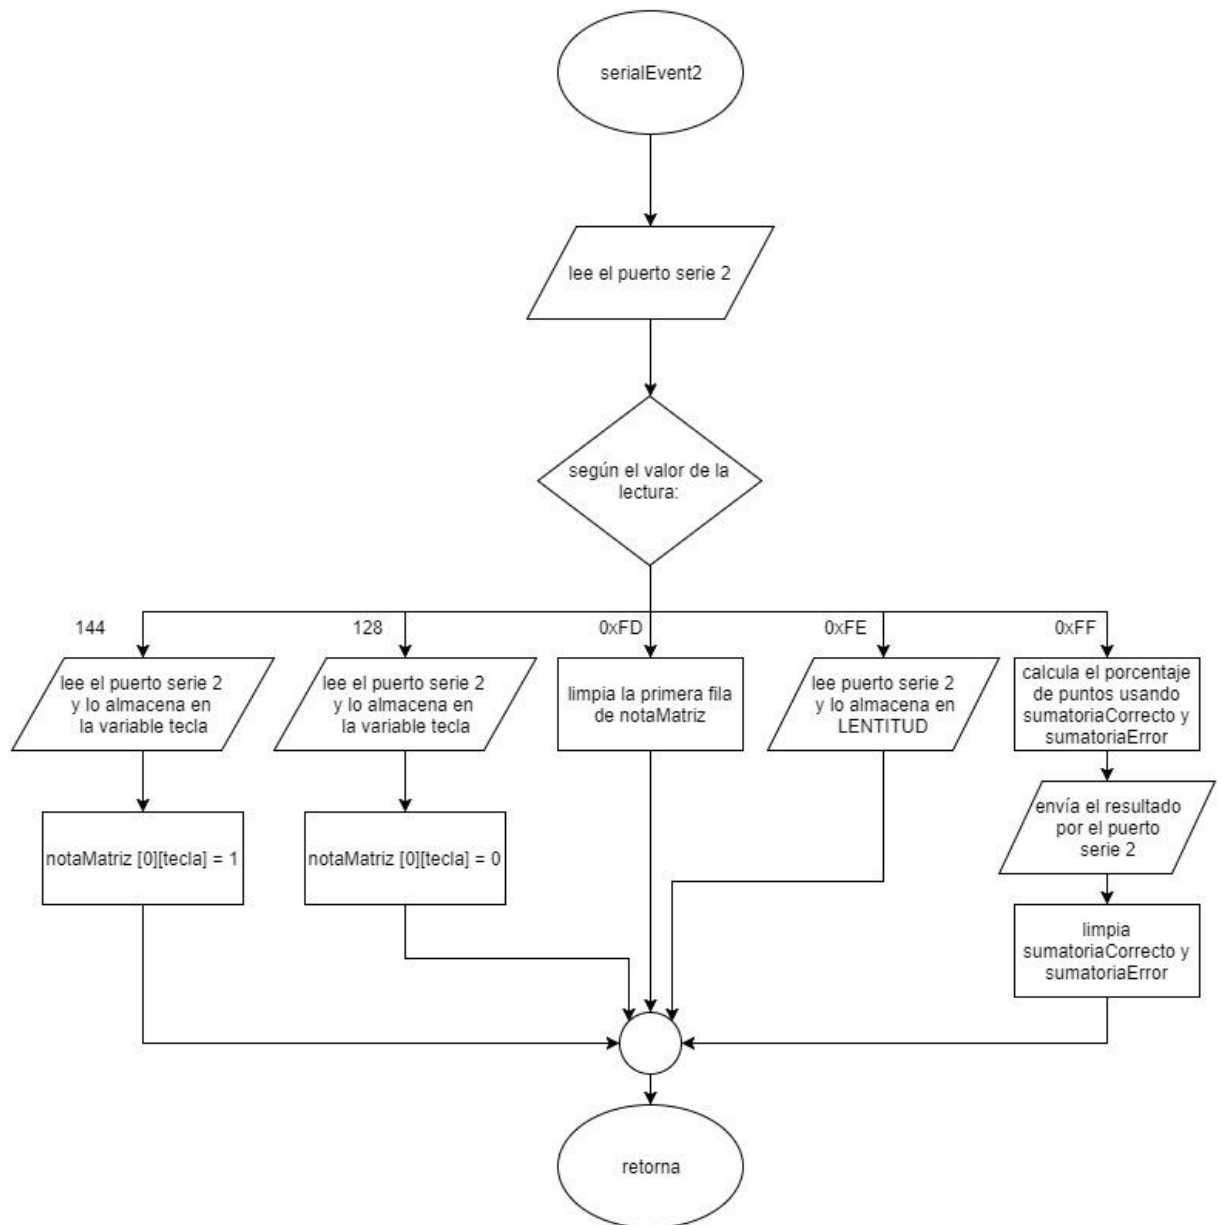 serialEvent2
lee el puerto serie 2
según el valor de la
lectura:
144
128
0xFD
0xFE
0xFF
lee el puerto serie 2
y lo almacena en
la variable tecla
lee el puerto serie 2
y lo almacena en
la variable tecla
limpia la primera fila
de notaMatriz
lee puerto serie 2
y lo almacena en
LENTITUD
calcula el porcentaje
de puntos usando
sumatoriaCorrecto y
sumatoriaError
notaMatriz [0][tecla] = 1
notaMatriz [0][tecla] = 0
envía el resultado
por el puerto
serie 2
limpia
sumatoriaCorrecto y
sumatoriaError
retorna